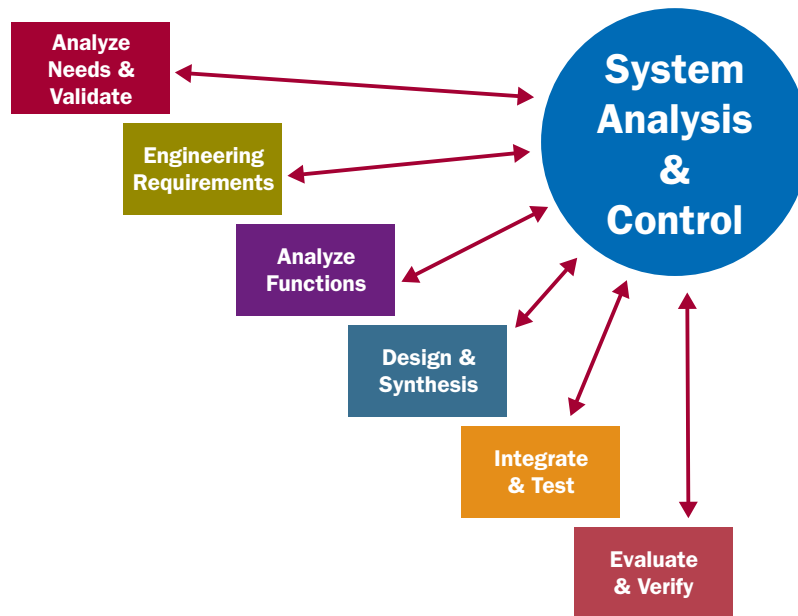 Analyze
Needs &
Validate
System
Analysis
&
Control
Engineering
Requirements
Analyze
Functions
Design &
Synthesis
Integrate
& Test
Evaluate
& Verify